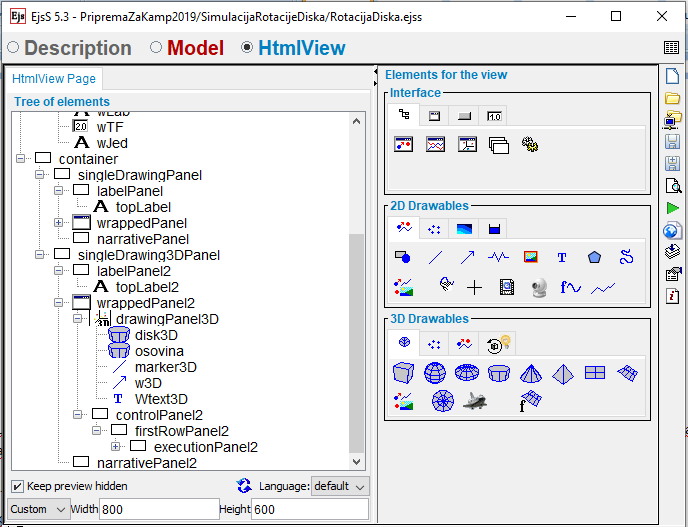 EjsS 5.3 - PripremaZaKamp2019/SimulacijaRotacijeDiska/RotacijaDiska.ejss
Description Model HtmlView
HtmlView Page
Tree of elements
wLab
wTF
wJed
container
singleDrawingPanel
labelPanel
topLabel
wrappedPanel
narrativePanel
singleDrawing3DPanel
labelPanel2
topLabel2
wrappedPanel2
drawingPanel3D
disk3D
osovina
marker3D
w3D
Wtext3D
controlPanel2
firstRowPanel2
executionPanel2
narrativePanel2
Keep preview hidden Language: default
Custom Width 800 Height 600
Elements for the view
Interface
2D Drawables
3D Drawables